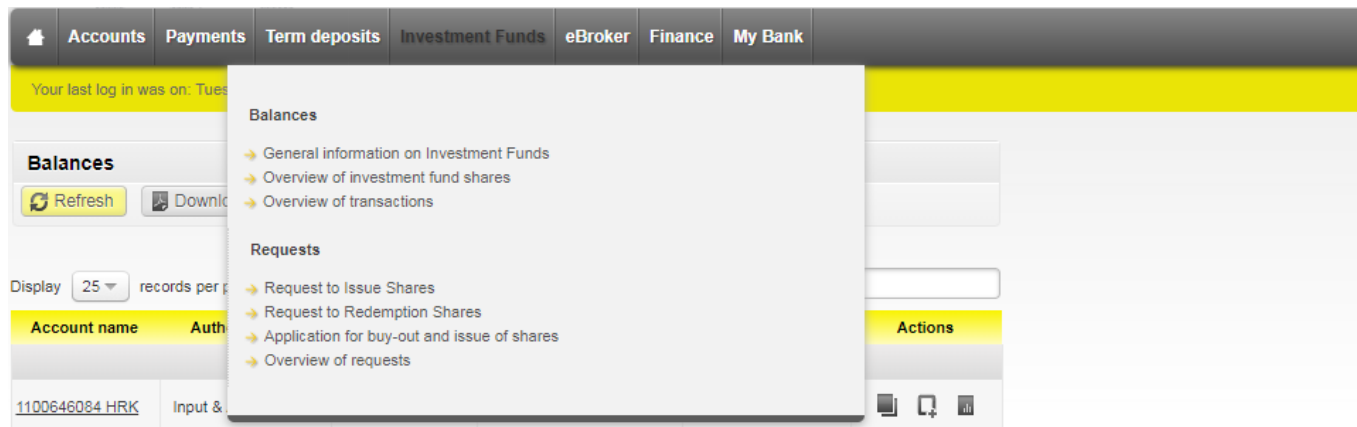 Accounts Payments Term deposits Investment Funds eBroker Finance My Bank
Your last log in was on:
Balances
General information on Investment Funds
Overview of investment fund shares
Overview of transactions
Requests
Request to Issue Shares
Request to Redemption Shares
Application for buy-out and issue of shares
Overview of requests
Balances
Refresh
Display 25 records per
Account name Actions
1100646084 HRK Input &